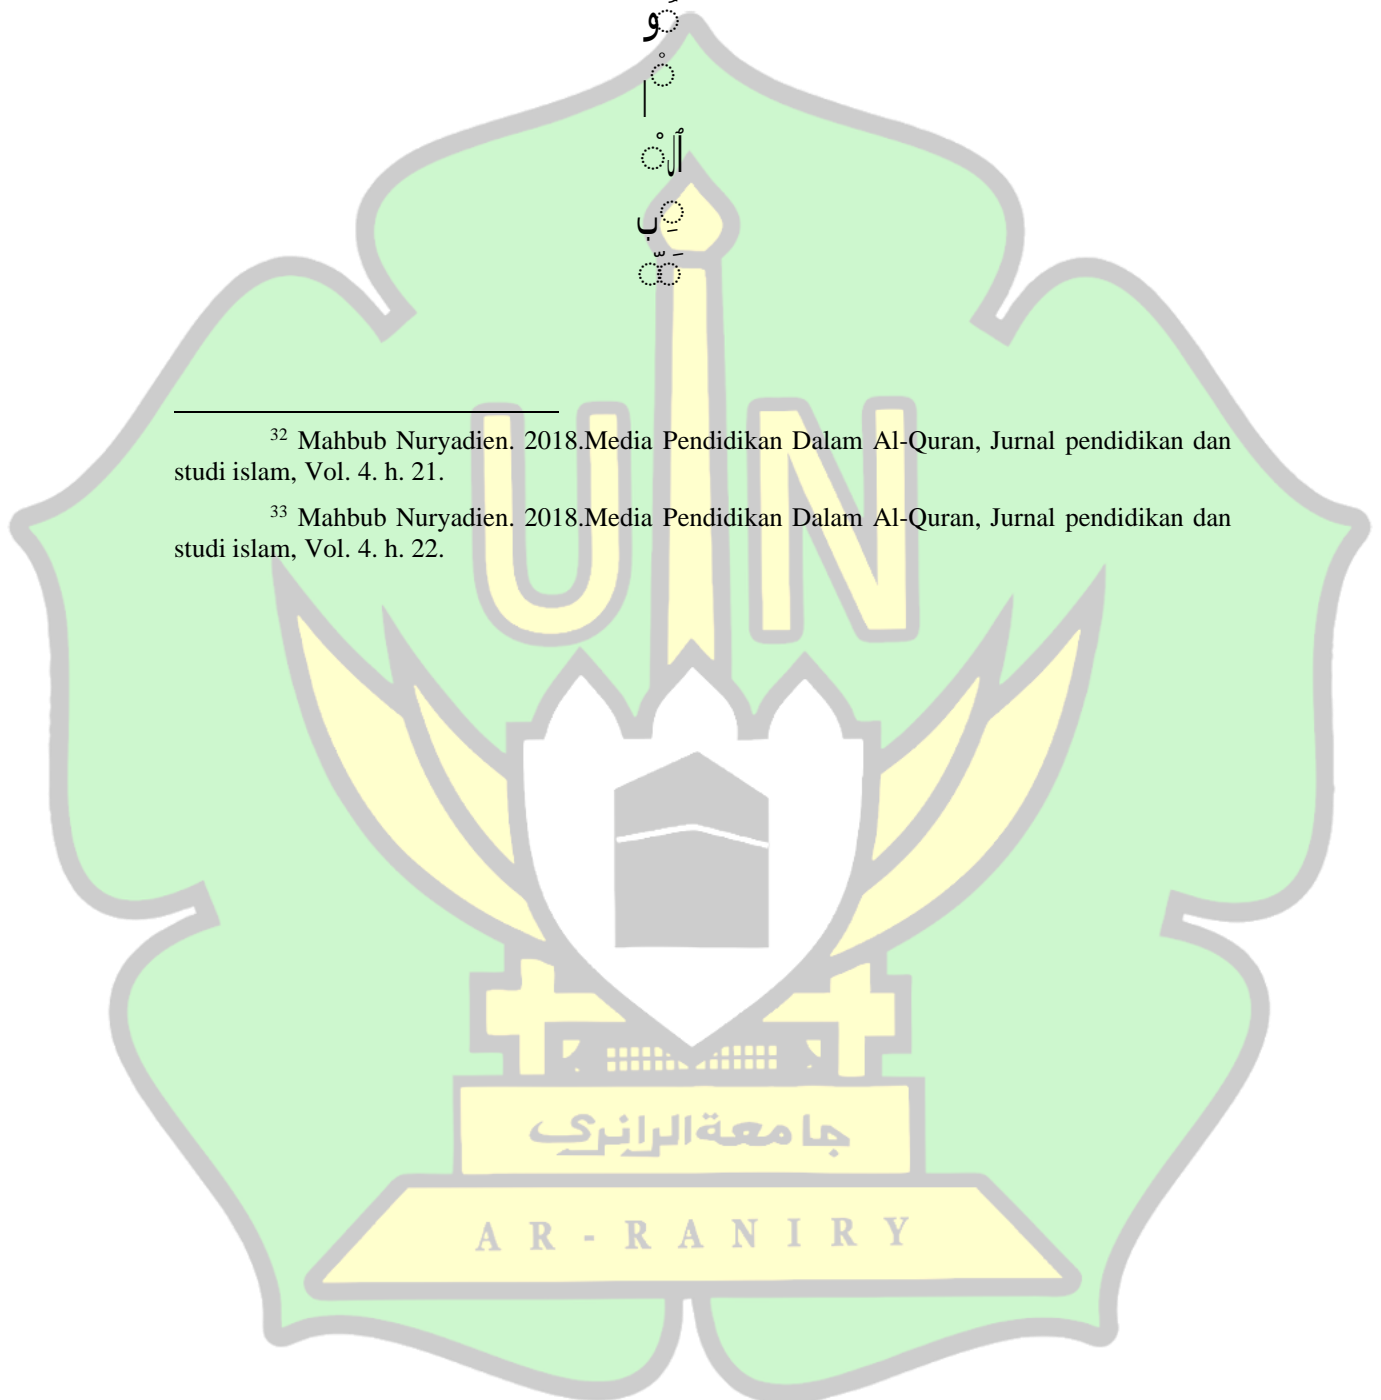 َو
ْ
ا
ٱلْ
ِب
َّ
32 Mahbub Nuryadien. 2018.Media Pendidikan Dalam Al-Quran, Jurnal pendidikan dan
studi islam, Vol. 4. h. 21.
33 Mahbub Nuryadien. 2018.Media Pendidikan Dalam Al-Quran, Jurnal pendidikan dan
studi islam, Vol. 4. h. 22.
UIN
جامعة الرانري
AR-RANIRY